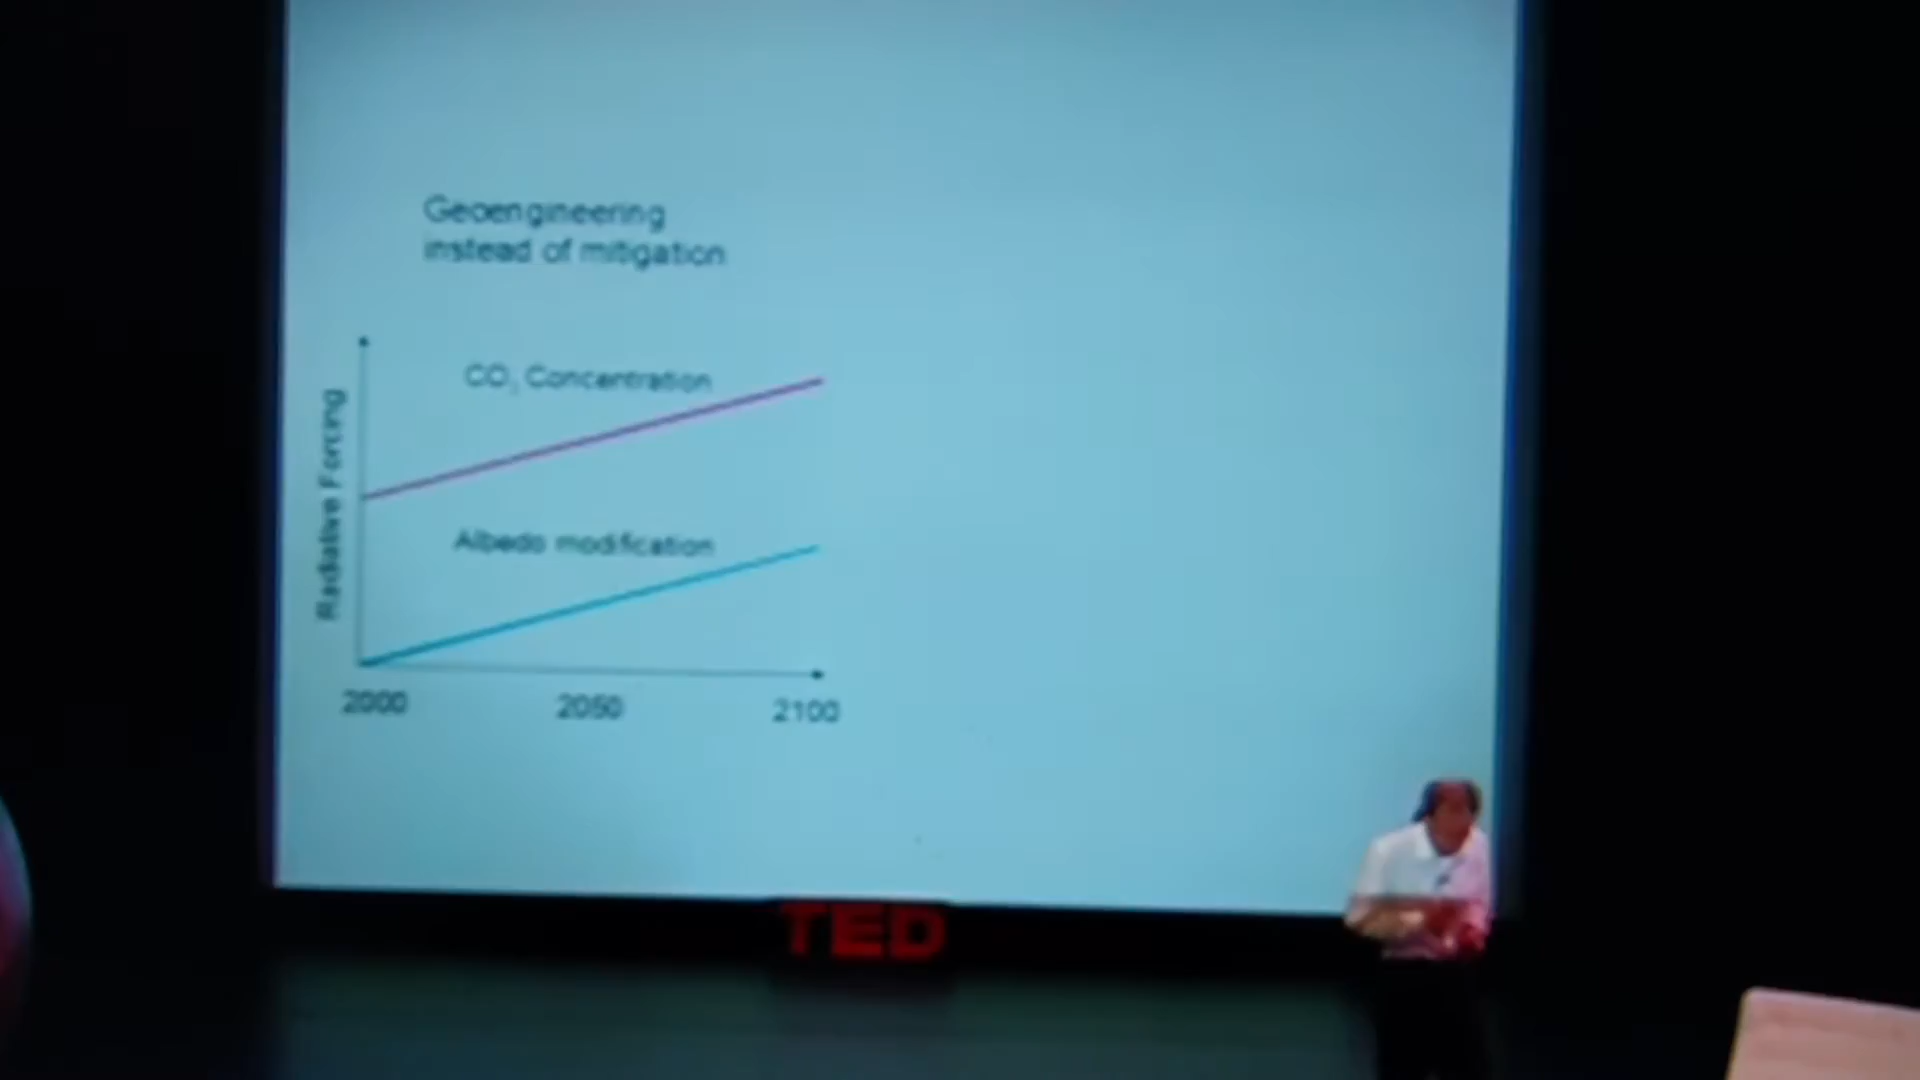 Geoengineering
instead of mitigation
CO₂ Concentration
Albedo modification
Radiative Forcing
2000 2050 2100
TED